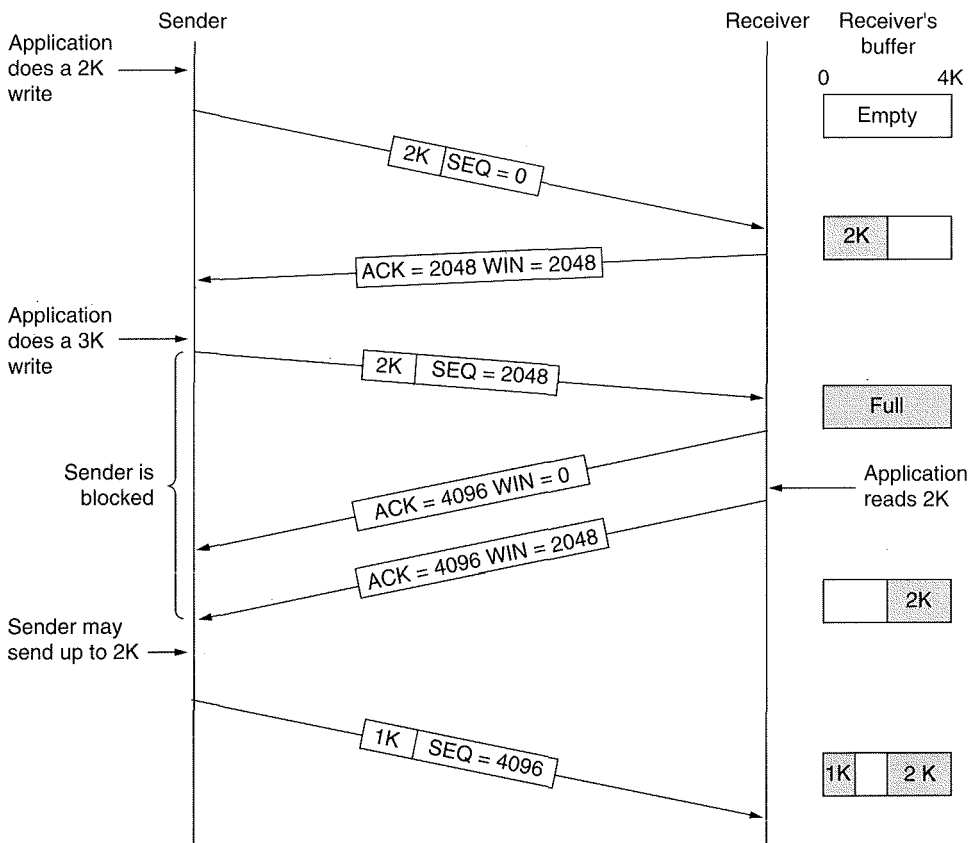 Sender
Receiver
Receiver's
buffer
Application
does a 2K
write
0 4K
Empty
2K SEQ = 0
2K
ACK = 2048 WIN = 2048
Application
does a 3K
write
2K SEQ = 2048
Full
Sender is
blocked
ACK = 4096 WIN = 0
Application
reads 2K
ACK = 4096 WIN = 2048
2K
Sender may
send up to 2K
1K SEQ = 4096
1K 2 K